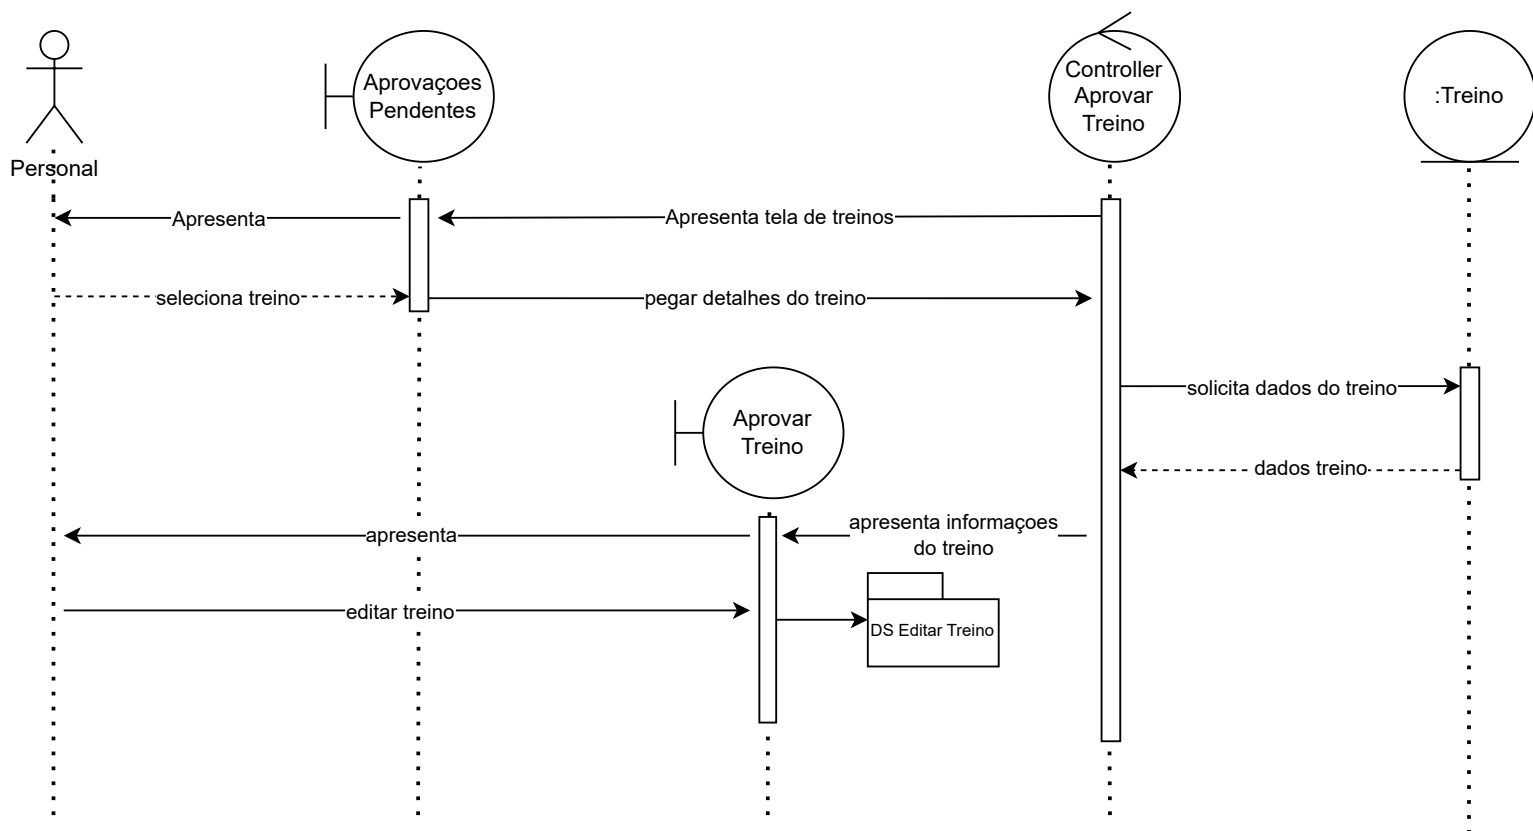 Aprovaçoes
Pendentes
Controller
Aprovar
Treino
:Treino
Personal
Apresenta
Apresenta tela de treinos
seleciona treino
pegar detalhes do treino
solicita dados do treino
Aprovar
Treino
dados treino
apresenta
apresenta informaçoes
do treino
editar treino
DS Editar Treino